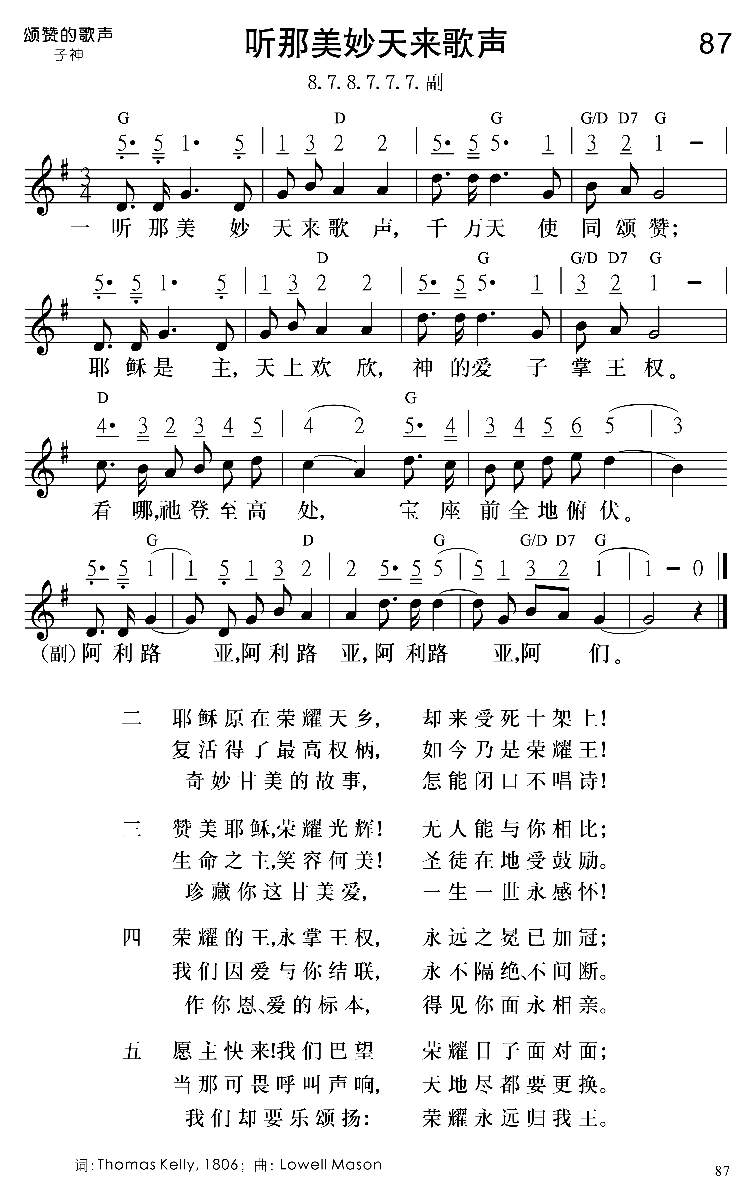 颂赞的歌声
子神
听那美妙天来歌声
87
8.7.8.7.7.7.副
G D G G/D D7 G
5· 5 1· 5 | 1 3 2 2 | 5· 5 5· 1 | 3 2 1 –
3 4
一 听 那 美 妙 天 来 歌 声, 千 万 天 使 同 颂 赞;
D G G/D D7 G
5· 5 1· 5 | 1 3 2 2 | 5· 5 5· 1 | 3 2 1 –
耶 稣 是 主, 天 上 欢 欣, 神 的 爱 子 掌 王 权。
D G
4· 3 2 3 4 5 | 4 2 5· 4 | 3 4 5 6 5 | 3
看 哪,祂 登 至 高 处, 宝 座 前 全 地 俯 伏。
G D G G/D D7 G
5· 5 1 | 1 5 1 3 2 | 2 5· 5 5 | 5 1 3 2 1 | 1 – 0
(副) 阿 利 路 亚,阿 利 路 亚,阿 利 路 亚,阿 们。
二 耶稣原在荣耀天乡, 却来受死十架上!
复活得了最高权柄, 如今乃是荣耀王!
奇妙甘美的故事, 怎能闭口不唱诗!
三 赞美耶稣,荣耀光辉! 无人能与你相比;
生命之主,笑容何美! 圣徒在地受鼓励。
珍藏你这甘美爱, 一生一世永感怀!
四 荣耀的王,永掌王权, 永远之冕已加冠;
我们因爱与你结联, 永不隔绝、不间断。
作你恩、爱的标本, 得见你面永相亲。
五 愿主快来!我们巴望 荣耀日子面对面;
当那可畏呼叫声响, 天地尽都要更换。
我们却要乐颂扬: 荣耀永远归我王。
词:Thomas Kelly, 1806; 曲: Lowell Mason
87